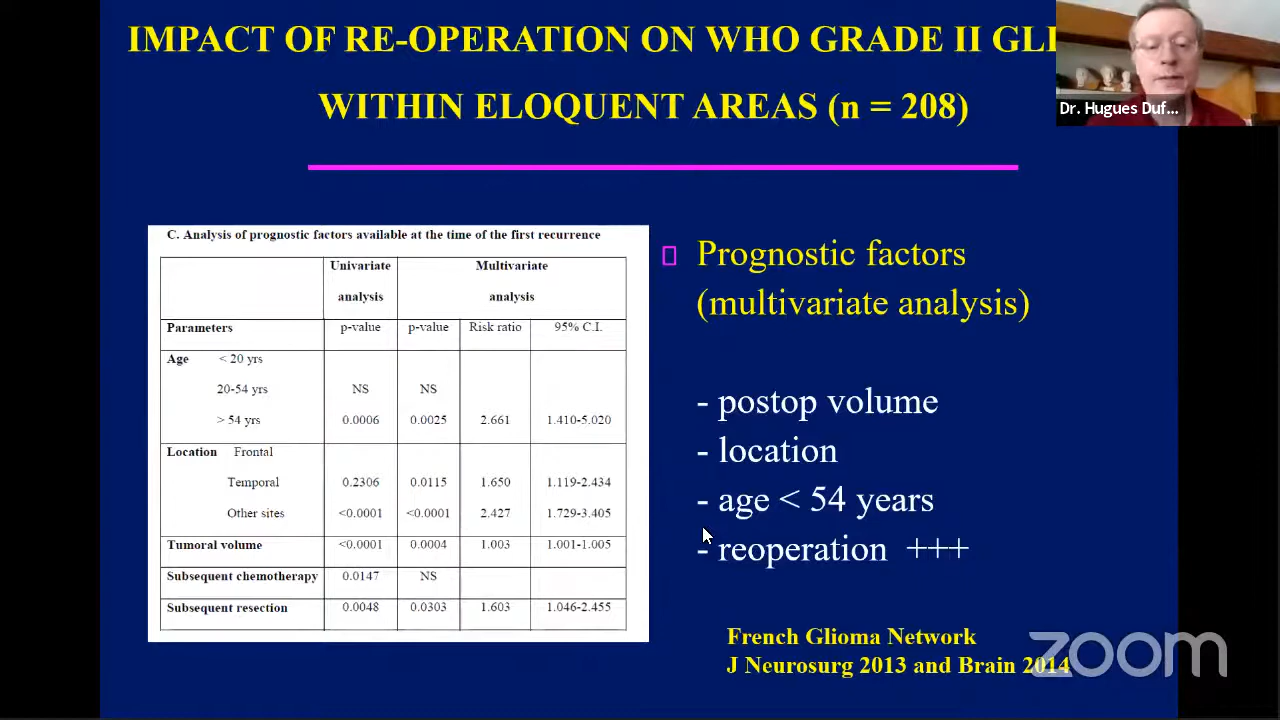 IMPACT OF RE-OPERATION ON WHO GRADE II GLI
WITHIN ELOQUENT AREAS (n = 208)
Dr. Hugues Duf...
C. Analysis of prognostic factors available at the time of the first recurrence
Univariate analysis Multivariate analysis
Parameters p-value p-value Risk ratio 95% C.I.
Age < 20 yrs
20-54 yrs NS NS
> 54 yrs 0.0006 0.0025 2.661 1.410-5.020
Location Frontal
Temporal 0.2306 0.0115 1.650 1.119-2.434
Other sites <0.0001 <0.0001 2.427 1.729-3.405
Tumoral volume <0.0001 0.0004 1.003 1.001-1.005
Subsequent chemotherapy 0.0147 NS
Subsequent resection 0.0048 0.0303 1.603 1.046-2.455
Prognostic factors
(multivariate analysis)
- postop volume
- location
- age < 54 years
- reoperation +++
French Glioma Network
J Neurosurg 2013 and Brain 2014
zoom